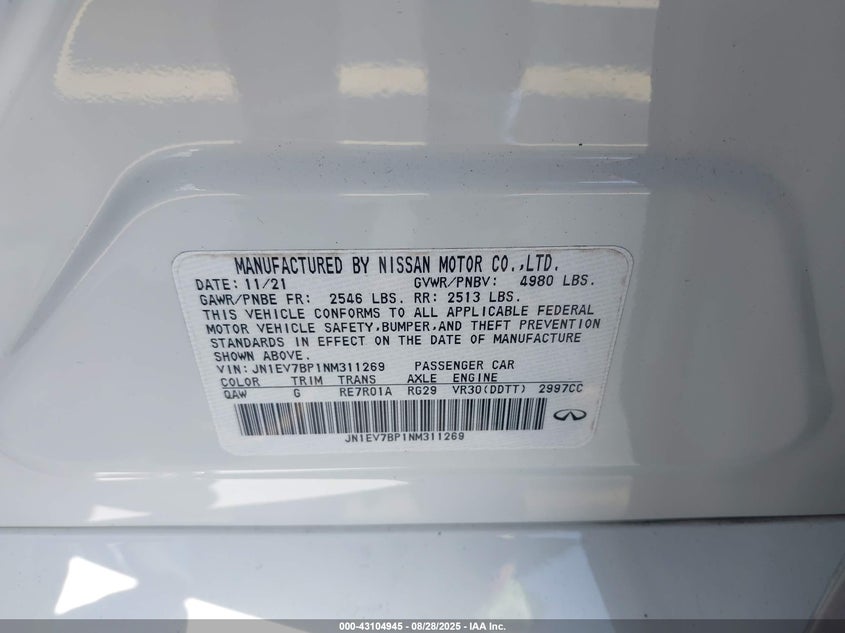 MANUFACTURED BY NISSAN MOTOR CO.,LTD.
DATE: 11/21 GVWR/PNBV: 4980 LBS.
GAWR/PNBE FR: 2546 LBS. RR: 2513 LBS.
THIS VEHICLE CONFORMS TO ALL APPLICABLE FEDERAL
MOTOR VEHICLE SAFETY,BUMPER,AND THEFT PREVENTION
STANDARDS IN EFFECT ON THE DATE OF MANUFACTURE
SHOWN ABOVE.
VIN: JN1EV7BP1NM311269 PASSENGER CAR
COLOR TRIM TRANS AXLE ENGINE
QAW G RE7R01A RG29 VR30(DDTT) 2997CC
JN1EV7BP1NM311269
000-43104945 - 08/28/2025 - IAA Inc.